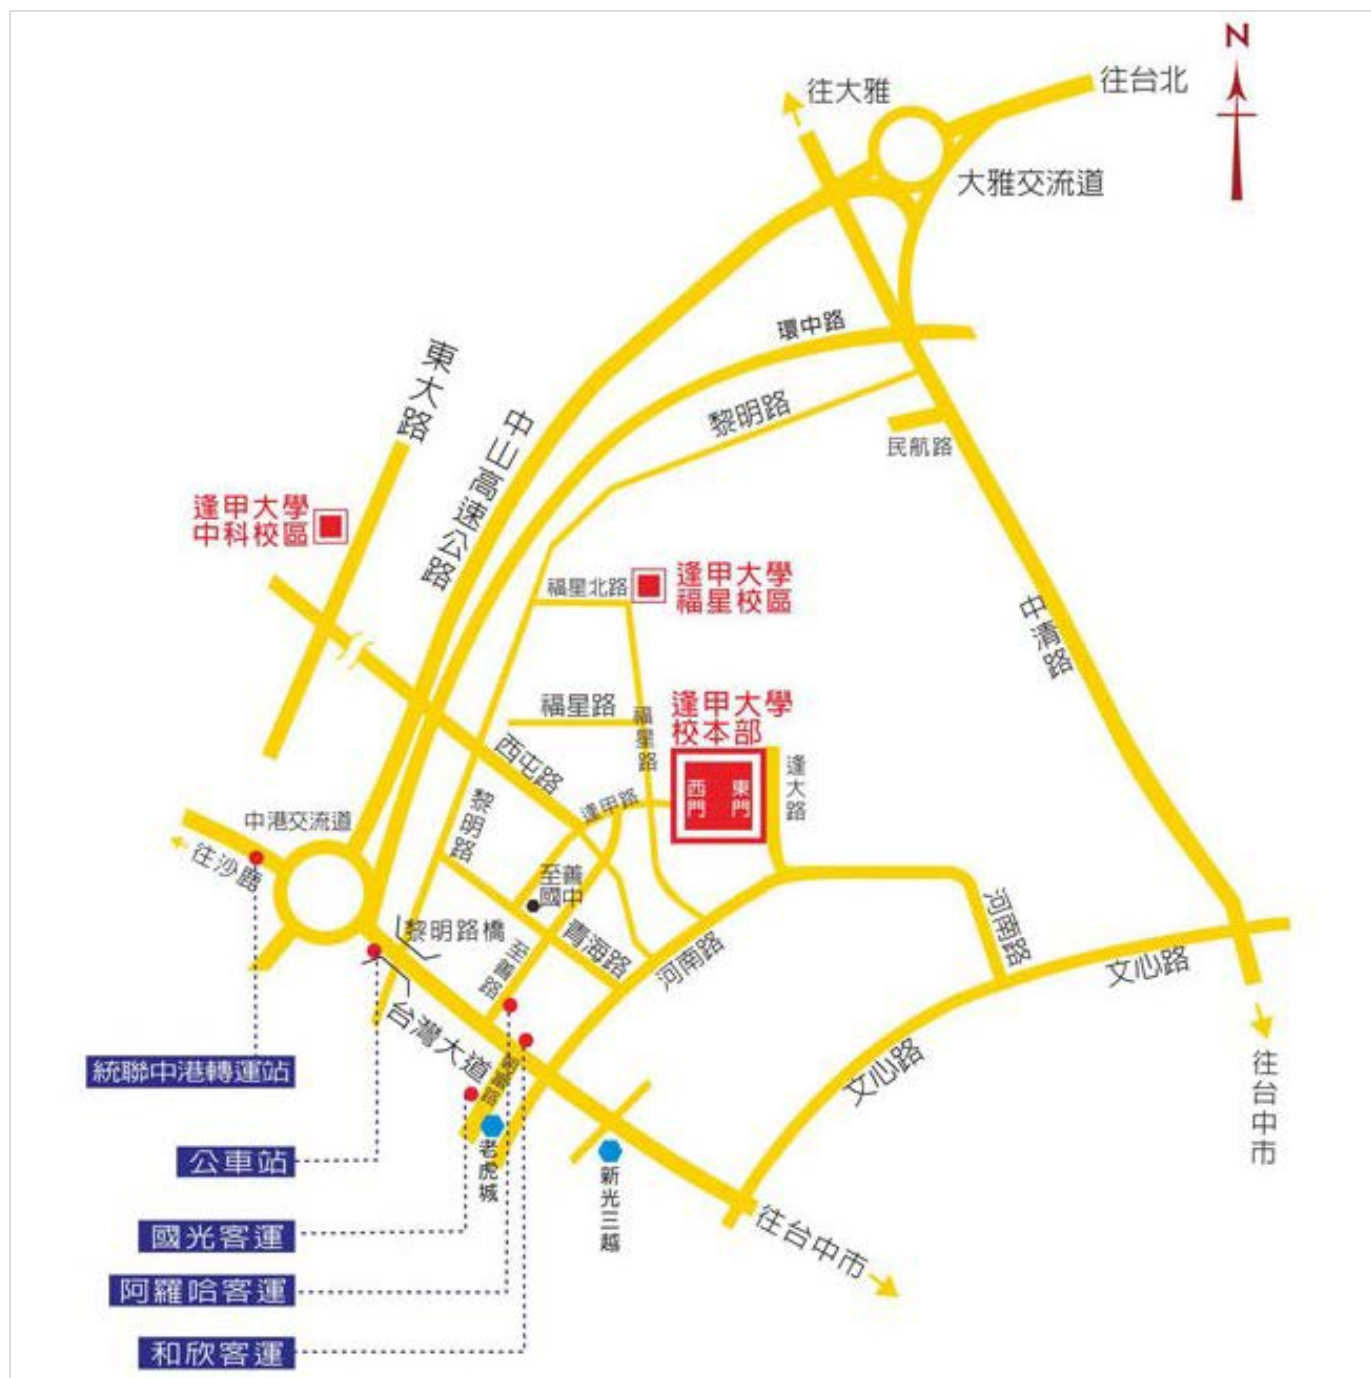 N
往台北
往大雅
大雅交流道
環中路
東大路
中山高速公路
黎明路
民航路
逢甲大學
中科校區
福星北路
逢甲大學
福星校區
中清路
福星路
福星路
逢甲大學
校本部
西門
東門
逢大路
西屯路
逢甲路
黎明路
中港交流道
往沙鹿
至善
國中
黎明路橋
青海路
至善路
河南路
河南路
文心路
文心路
台灣大道
朝富路
統聯中港轉運站
往台中市
公車站
老虎城
新光三越
國光客運
往台中市
阿羅哈客運
和欣客運